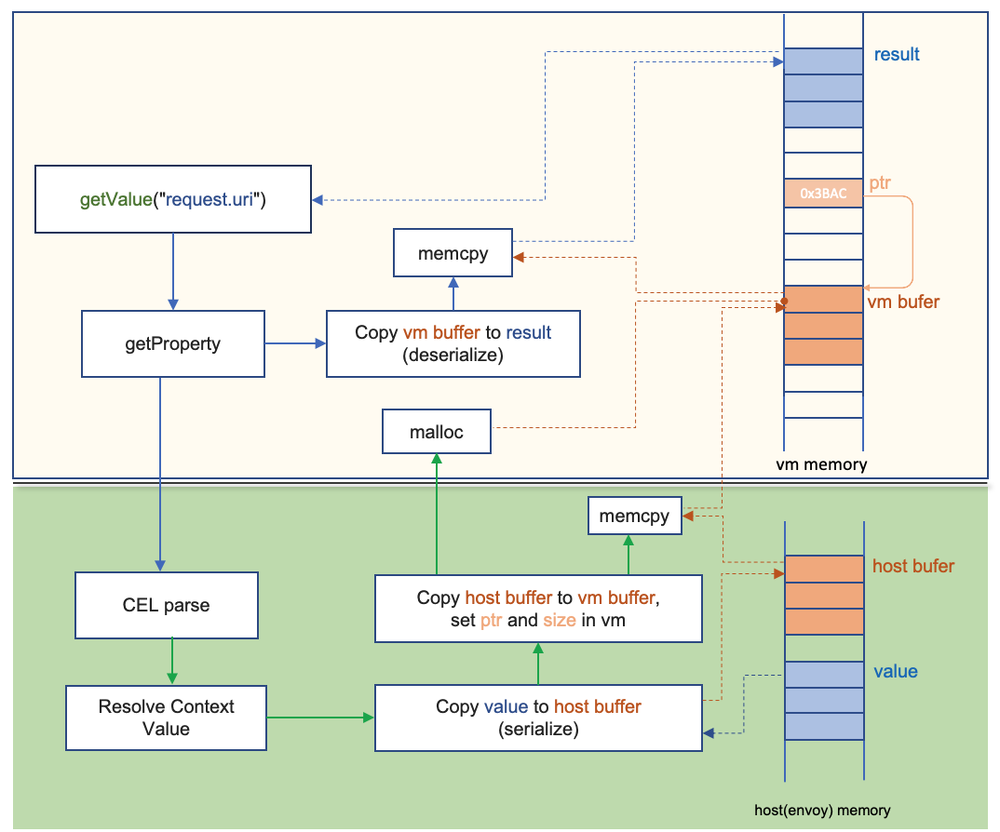 result
ptr
0x3BAC
getValue("request.uri")
memcpy
vm bufer
getProperty
Copy vm buffer to result
(deserialize)
malloc
vm memory
memcpy
host bufer
CEL parse
Copy host buffer to vm buffer,
set ptr and size in vm
value
Resolve Context
Value
Copy value to host buffer
(serialize)
host(envoy) memory